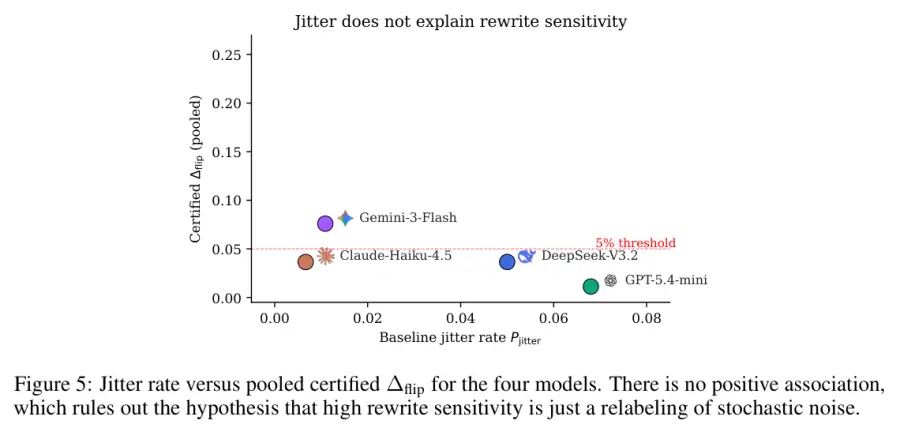 Jitter does not explain rewrite sensitivity
Certified Δflip (pooled)
0.25
0.20
0.15
0.10
0.05
0.00
Gemini-3-Flash
5% threshold
Claude-Haiku-4.5
DeepSeek-V3.2
GPT-5.4-mini
0.00 0.02 0.04 0.06 0.08
Baseline jitter rate Pjitter
Figure 5: Jitter rate versus pooled certified Δflip for the four models. There is no positive association,
which rules out the hypothesis that high rewrite sensitivity is just a relabeling of stochastic noise.